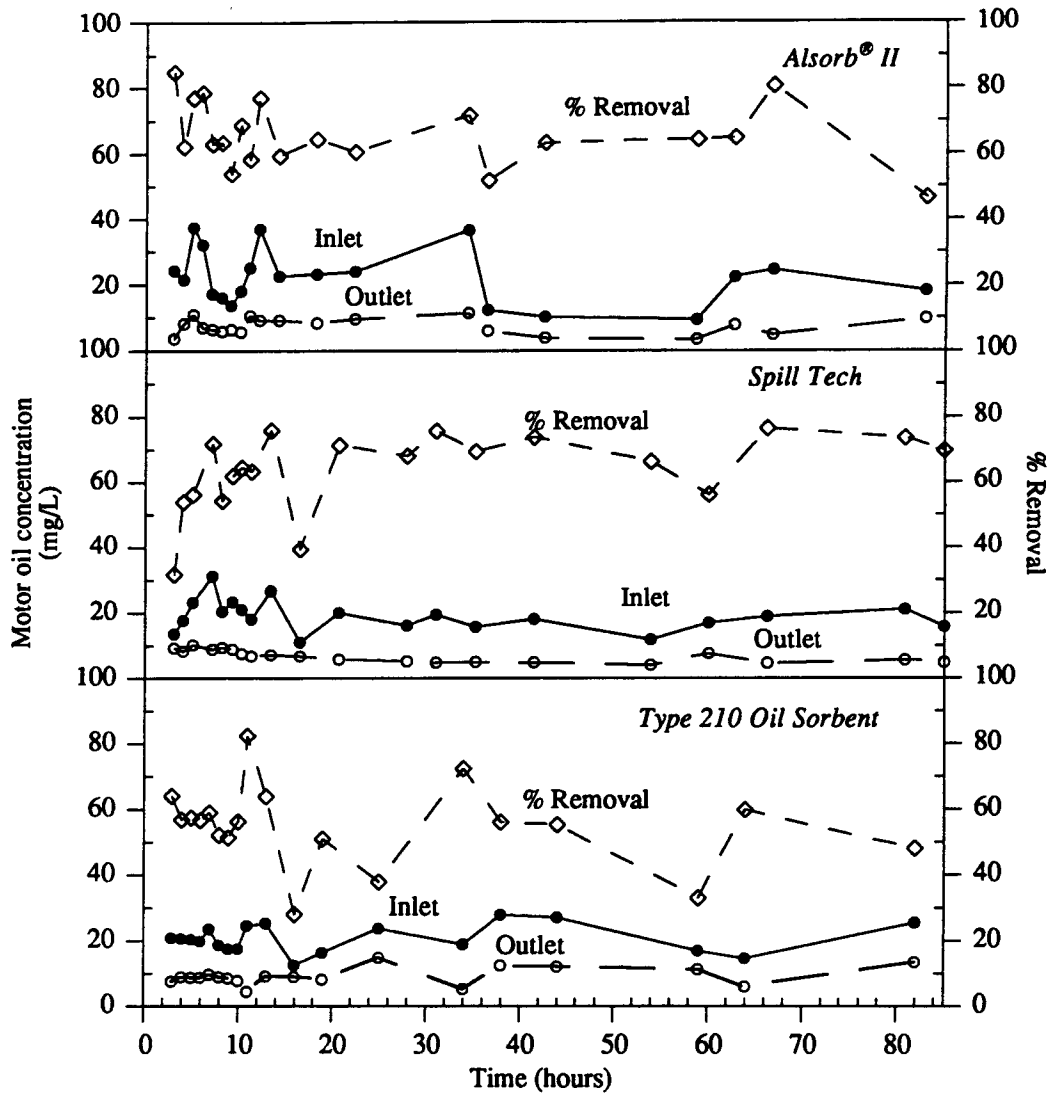 100
100
Alsorb® II
80
80
% Removal
60
60
40
40
Inlet
20
20
Outlet
100
100
Spill Tech
80
% Removal
80
60
60
40
40
Inlet
20
20
Outlet
100
100
Type 210 Oil Sorbent
80
80
% Removal
60
60
40
40
Inlet
20
20
Outlet
0
0
0
10
20
30
40
50
60
70
80
Time (hours)
Motor oil concentration
(mg/L)
% Removal